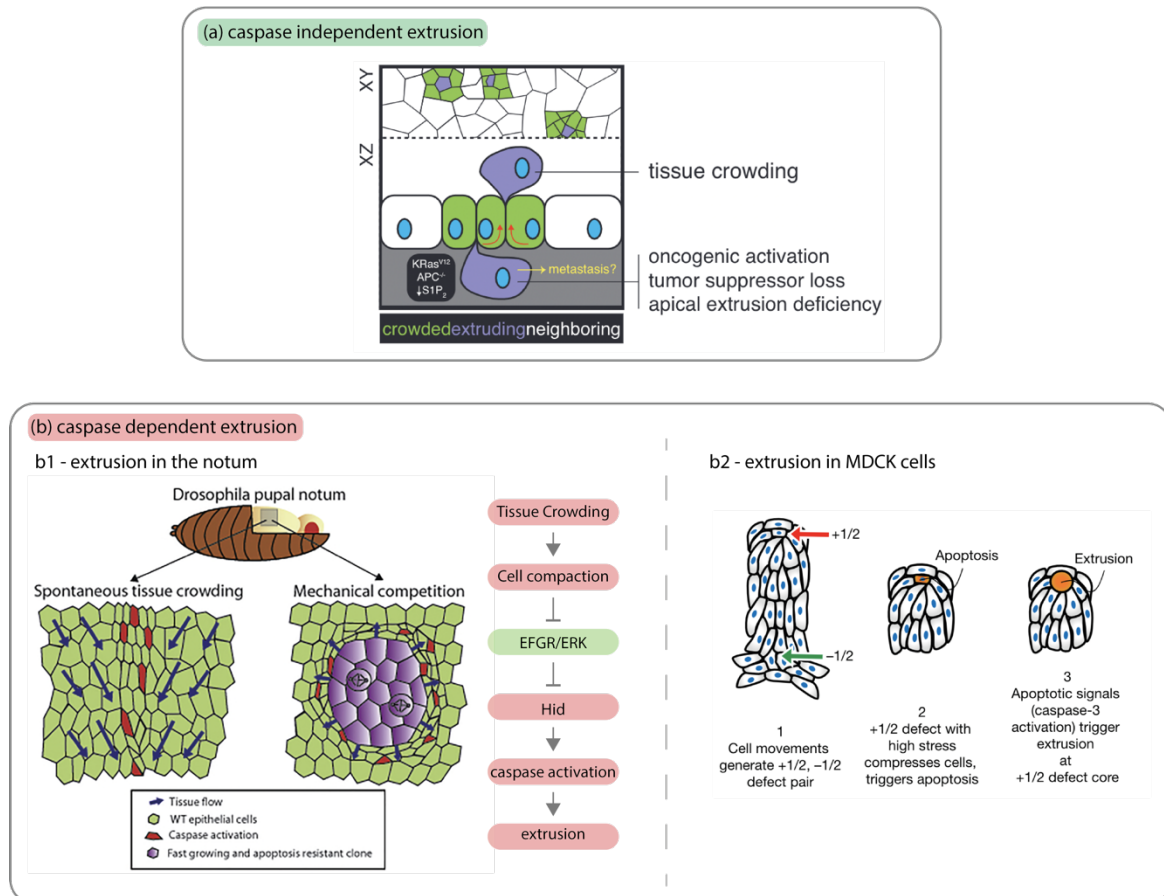 (a) caspase independent extrusion
XY
XZ
tissue crowding
KRasV12
APC-/-
↓S1P2
metastasis?
oncogenic activation
tumor suppressor loss
apical extrusion deficiency
crowdedextrudingneighboring
(b) caspase dependent extrusion
b1 - extrusion in the notum
Drosophila pupal notum
Spontaneous tissue crowding
Mechanical competition
Tissue flow
WT epithelial cells
Caspase activation
Fast growing and apoptosis resistant clone
Tissue Crowding
Cell compaction
EFGR/ERK
Hid
caspase activation
extrusion
b2 - extrusion in MDCK cells
+1/2
−1/2
1
Cell movements
generate +1/2, −1/2
defect pair
Apoptosis
2
+1/2 defect with
high stress
compresses cells,
triggers apoptosis
Extrusion
3
Apoptotic signals
(caspase-3
activation) trigger
extrusion
at
+1/2 defect core